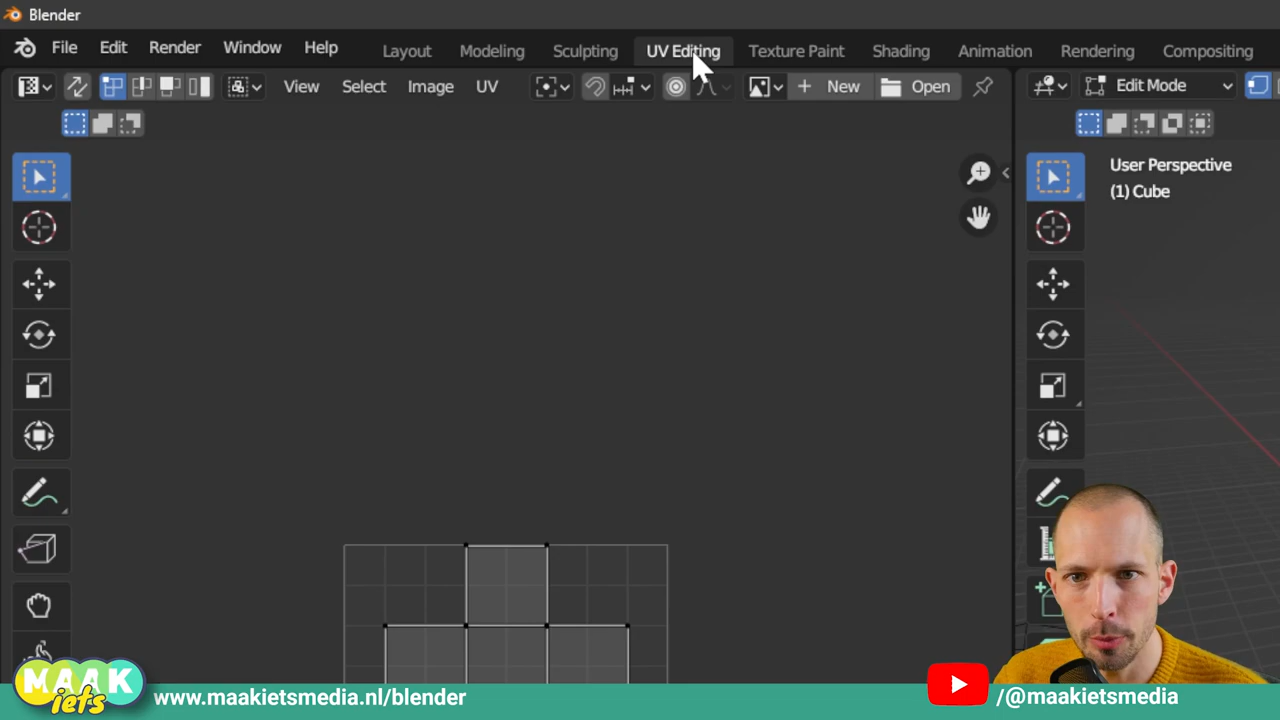 Blender
File Edit Render Window Help Layout Modeling Sculpting UV Editing Texture Paint Shading Animation Rendering Compositing
View Select Image UV New Open Edit Mode
User Perspective
(1) Cube
MAAK
iets
www.maakietsmedia.nl/blender
/@maakietsmedia